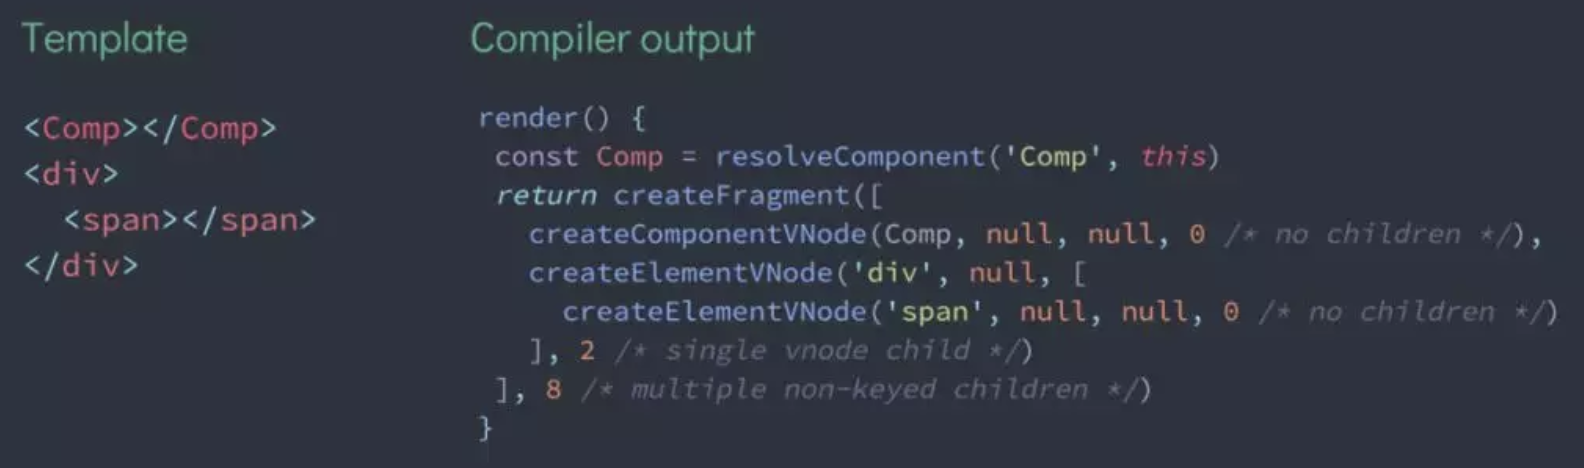 Template
<Comp></Comp>
<div>
  <span></span>
</div>
Compiler output
render() {
 const Comp = resolveComponent('Comp', this)
 return createFragment([
   createComponentVNode(Comp, null, null, 0 /* no children */),
   createElementVNode('div', null, [
     createElementVNode('span', null, null, 0 /* no children */)
   ], 2 /* single vnode child */)
 ], 8 /* multiple non-keyed children */)
}